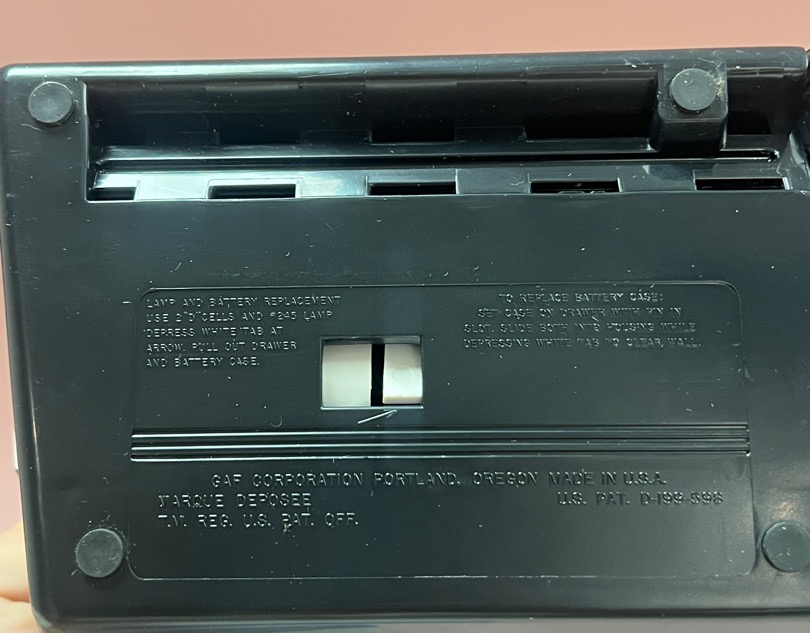 LAMP AND BATTERY REPLACEMENT
USE 2"D"CELLS AND #245 LAMP
DEPRESS WHITE TAB AT
ARROW. PULL OUT DRAWER
AND BATTERY CASE.
TO REPLACE BATTERY CASE:
SET CASE ON DRAWER WITH PIN IN
SLOT. SLIDE BOTH INTO HOUSING WHILE
DEPRESSING WHITE TAB TO CLEAR WALL.
GAF CORPORATION PORTLAND, OREGON MADE IN U.S.A.
MARQUE DEPOSEE
U.S. PAT. D-199-598
T.M. REG. U.S. PAT. OFF.